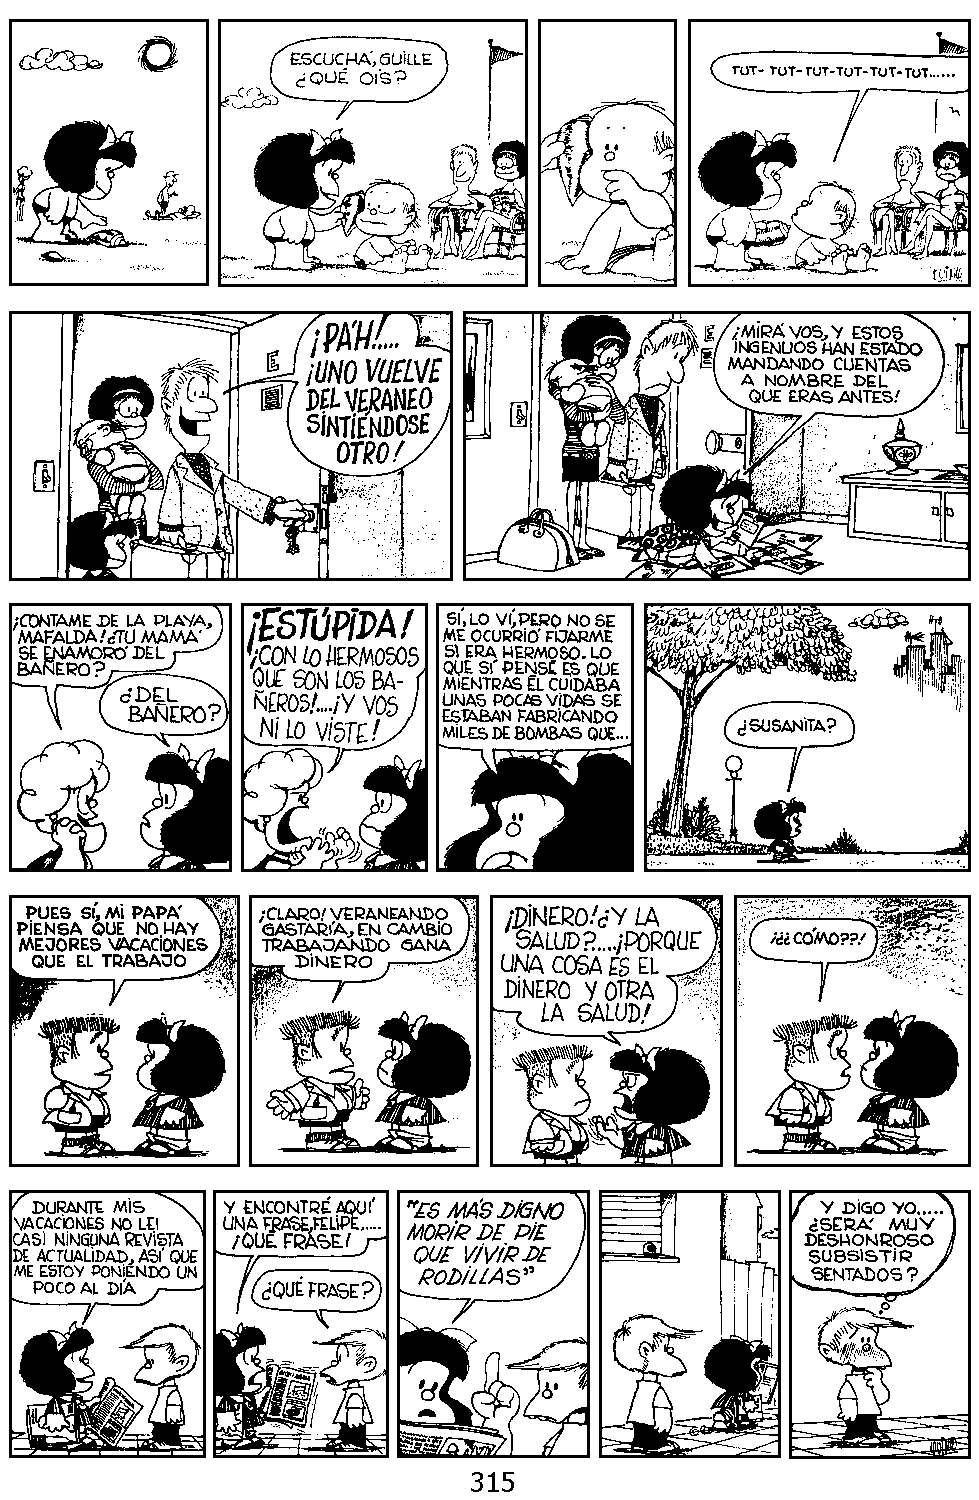 ESCUCHÁ, GUILLE
¿QUÉ OÍS?
TUT-TUT-TUT-TUT-TUT-TUT......
QUINO
¡PÁH!....
¡UNO VUELVE
DEL VERANEO
SINTIÉNDOSE
OTRO!
E
¡MIRÁ VOS, Y ESTOS
INGENUOS HAN ESTADO
MANDANDO CUENTAS
A NOMBRE DEL
QUE ERAS ANTES!
¡CONTAME DE LA PLAYA,
MAFALDA! ¿TU MAMÁ
SE ENAMORÓ DEL
BAÑERO?
¿DEL
BAÑERO?
¡ESTÚPIDA!
¡CON LO HERMOSOS
QUE SON LOS BA-
ÑEROS!....¡Y VOS
NI LO VISTE!
SÍ, LO VÍ, PERO NO SE
ME OCURRIÓ FIJARME
SI ERA HERMOSO. LO
QUE SÍ PENSÉ ES QUE
MIENTRAS ÉL CUIDABA
UNAS POCAS VIDAS SE
ESTABAN FABRICANDO
MILES DE BOMBAS QUE...
¿SUSANITA?
PUES SÍ, MI PAPÁ
PIENSA QUE NO HAY
MEJORES VACACIONES
QUE EL TRABAJO
¡CLARO! VERANEANDO
GASTARÍA, EN CAMBIO
TRABAJANDO GANA
DINERO
¡DINERO! ¿Y LA
SALUD?....¡PORQUE
UNA COSA ES EL
DINERO Y OTRA
LA SALUD!
¡¿¿CÓMO??!
DURANTE MIS
VACACIONES NO LEÍ
CASI NINGUNA REVISTA
DE ACTUALIDAD, ASÍ QUE
ME ESTOY PONIENDO UN
POCO AL DÍA
Y ENCONTRÉ AQUÍ
UNA FRASE, FELIPE.....
¡QUÉ FRASE!
¿QUÉ FRASE?
"ES MÁS DIGNO
MORIR DE PIE
QUE VIVIR DE
RODILLAS"
Y DIGO YO.....
¿SERÁ MUY
DESHONROSO
SUBSISTIR
SENTADOS?
315